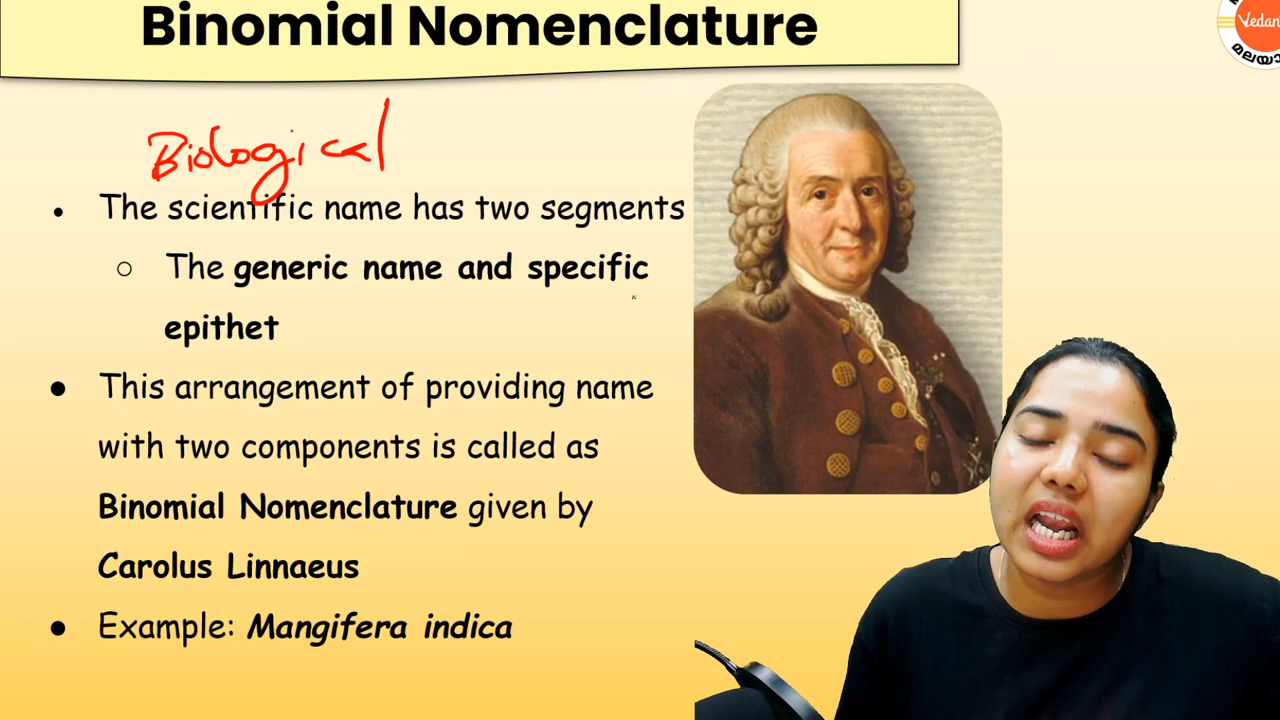 Binomial Nomenclature
Vedan
മലയാ
Biological
• The scientific name has two segments
○ The generic name and specific
epithet
● This arrangement of providing name
with two components is called as
Binomial Nomenclature given by
Carolus Linnaeus
● Example: Mangifera indica